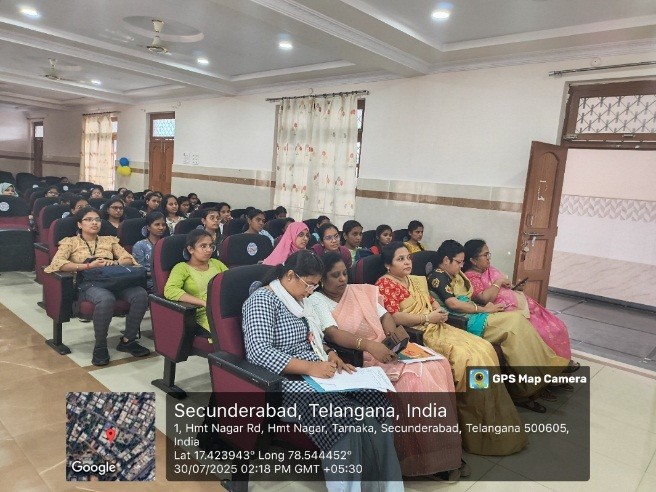 GPS Map Camera
Secunderabad, Telangana, India
1, Hmt Nagar Rd, Hmt Nagar, Tarnaka, Secunderabad, Telangana 500605,
India
Lat 17.423943° Long 78.544452°
30/07/2025 02:18 PM GMT +05:30
Google